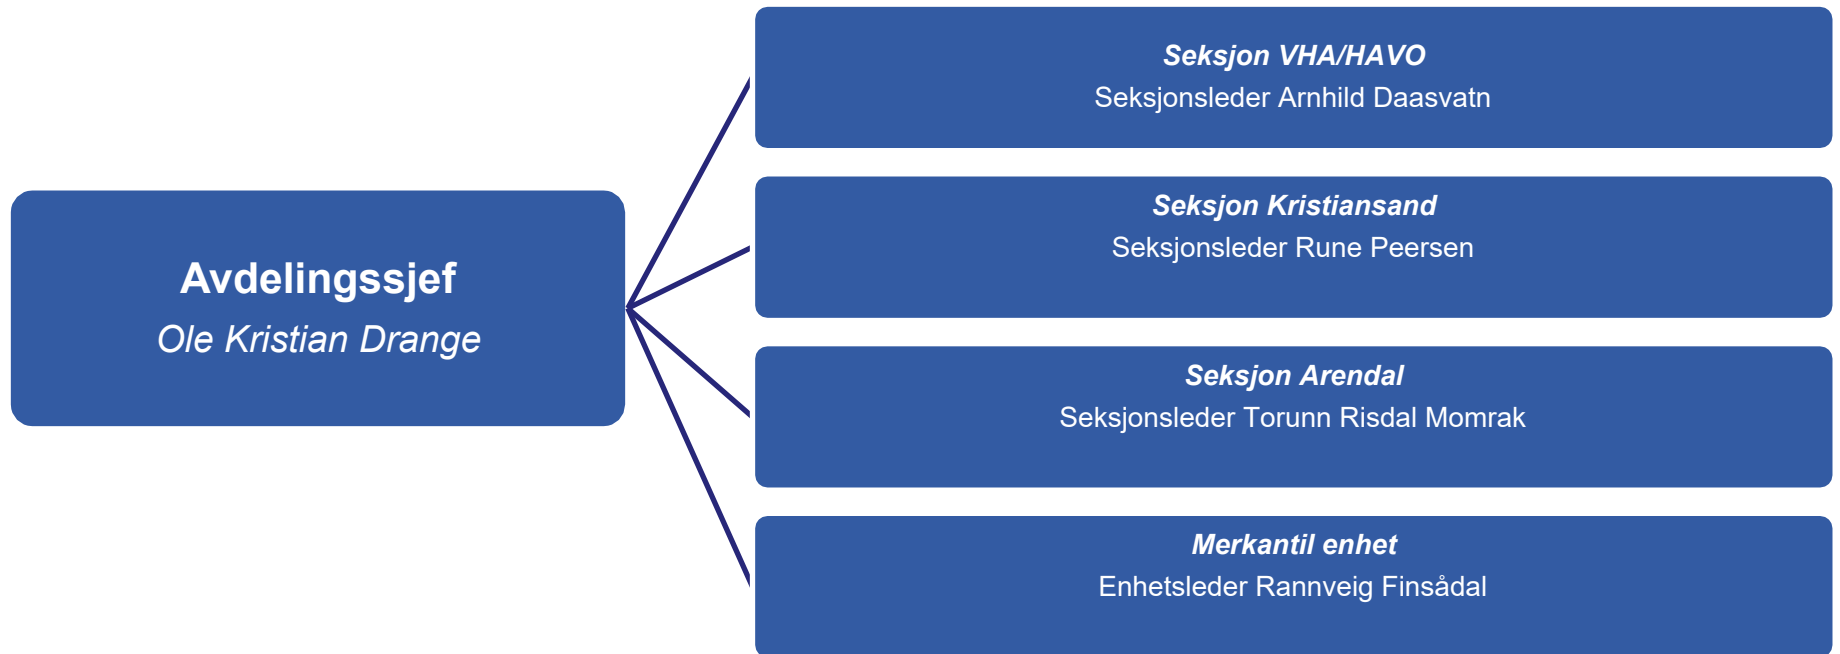 Avdelingssjef
Ole Kristian Drange
Seksjon VHA/HAVO
Seksjonsleder Arnhild Daasvatn
Seksjon Kristiansand
Seksjonsleder Rune Peersen
Seksjon Arendal
Seksjonsleder Torunn Risdal Momrak
Merkantil enhet
Enhetsleder Rannveig Finsådal